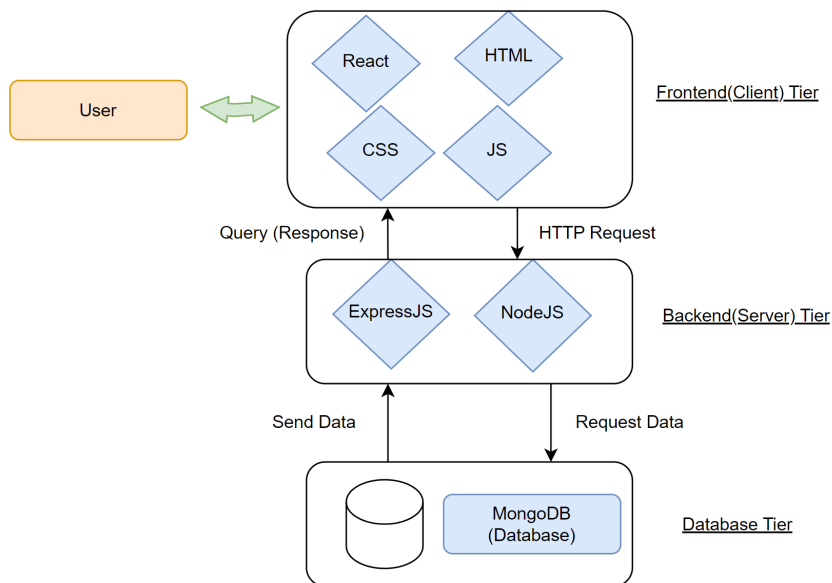 React
HTML
Frontend(Client) Tier
User
CSS
JS
Query (Response)
HTTP Request
ExpressJS
NodeJS
Backend(Server) Tier
Send Data
Request Data
MongoDB
(Database)
Database Tier